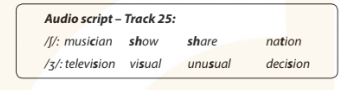 Audio script – Track 25:
/ʃ/: musician show share nation
/ʒ/: television visual unusual decision